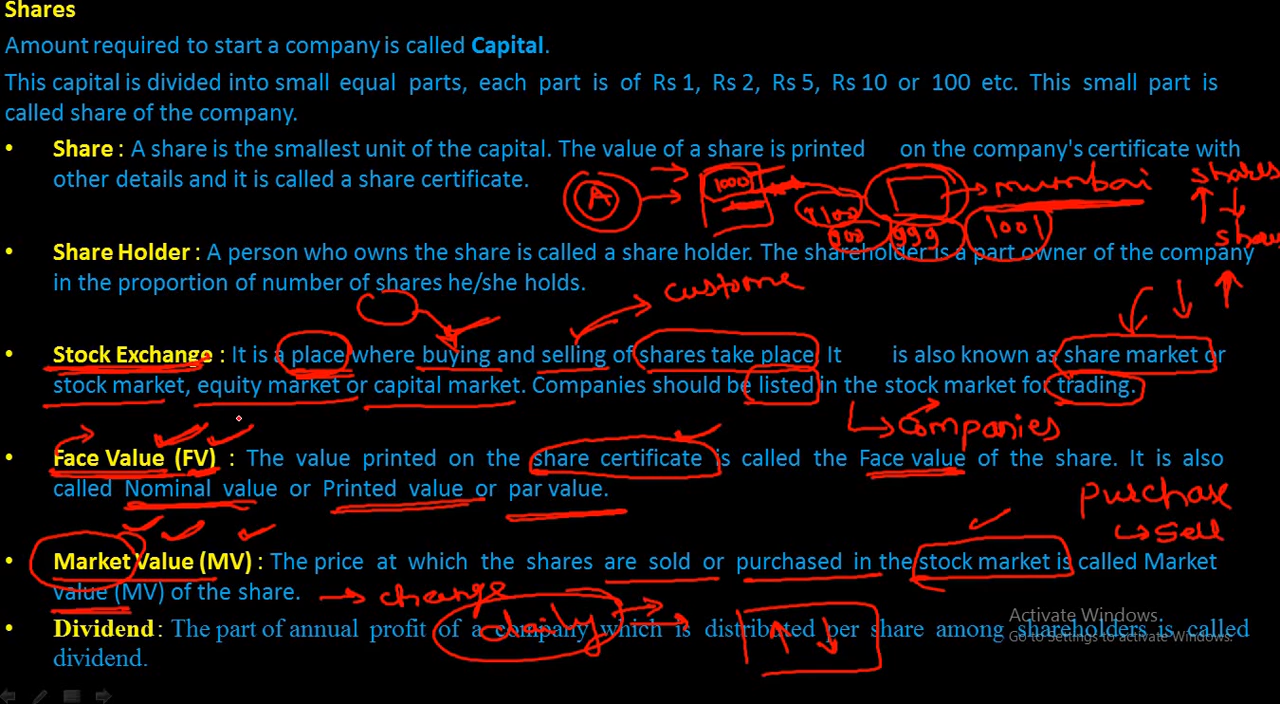 Shares
Amount required to start a company is called Capital.
This capital is divided into small equal parts, each part is of Rs 1, Rs 2, Rs 5, Rs 10 or 100 etc. This small part is
called share of the company.
• Share : A share is the smallest unit of the capital. The value of a share is printed on the company's certificate with
other details and it is called a share certificate.
A 1000 mumbai shares
999 1001
• Share Holder : A person who owns the share is called a share holder. The shareholder is a part owner of the company
in the proportion of number of shares he/she holds.
custome
• Stock Exchange : It is a place where buying and selling of shares take place. It is also known as share market or
stock market, equity market or capital market. Companies should be listed in the stock market for trading.
Companies
• Face Value (FV) : The value printed on the share certificate is called the Face value of the share. It is also
called Nominal value or Printed value or par value.
purchase
sell
• Market Value (MV) : The price at which the shares are sold or purchased in the stock market is called Market
value (MV) of the share.
change
daily
Activate Windows
• Dividend : The part of annual profit of a company which is distributed per share among shareholders is called
Go to Settings to activate Windows.
dividend.